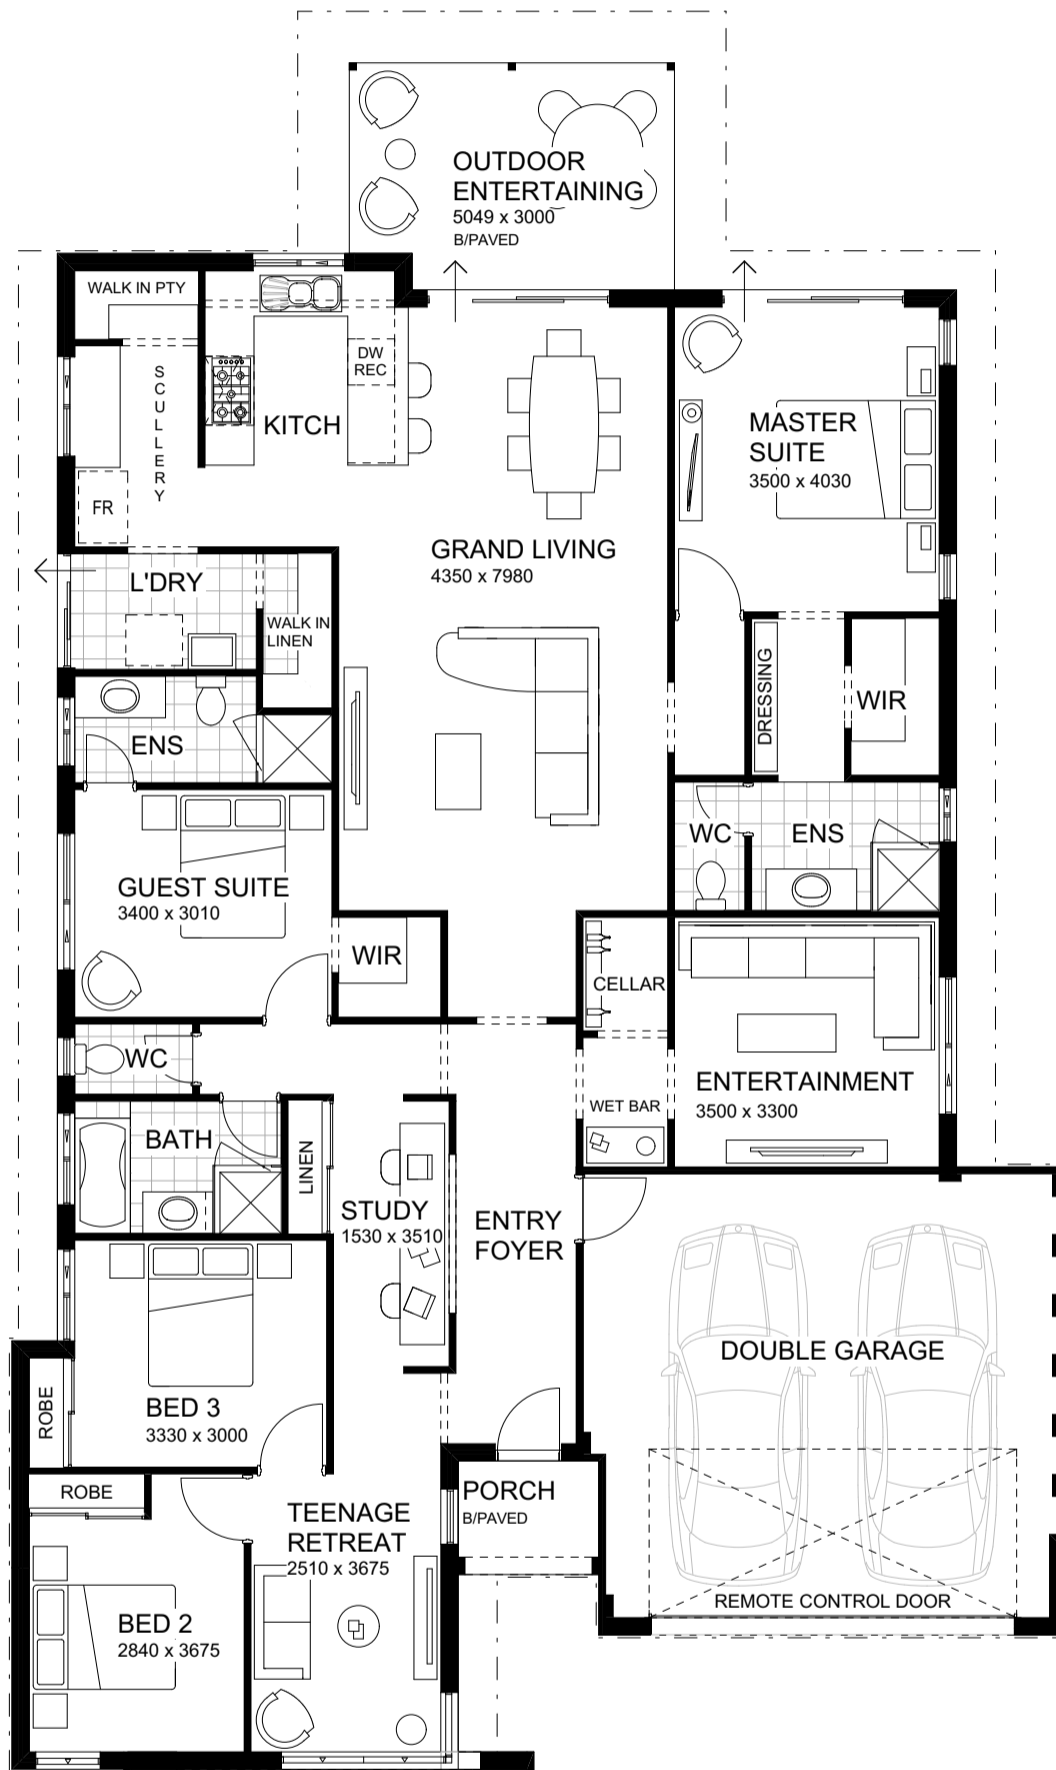 OUTDOOR
ENTERTAINING
5049 x 3000
B/PAVED
WALK IN PTY
SCULLERY
DW
REC
KITCH
FR
MASTER
SUITE
3500 x 4030
GRAND LIVING
4350 x 7980
L'DRY
WALK IN
LINEN
DRESSING
WIR
ENS
WC
ENS
GUEST SUITE
3400 x 3010
WIR
CELLAR
WC
ENTERTAINMENT
3500 x 3300
WET BAR
BATH
LINEN
STUDY
1530 x 3510
ENTRY
FOYER
DOUBLE GARAGE
BED 3
3330 x 3000
ROBE
ROBE
PORCH
B/PAVED
TEENAGE
RETREAT
2510 x 3675
REMOTE CONTROL DOOR
BED 2
2840 x 3675